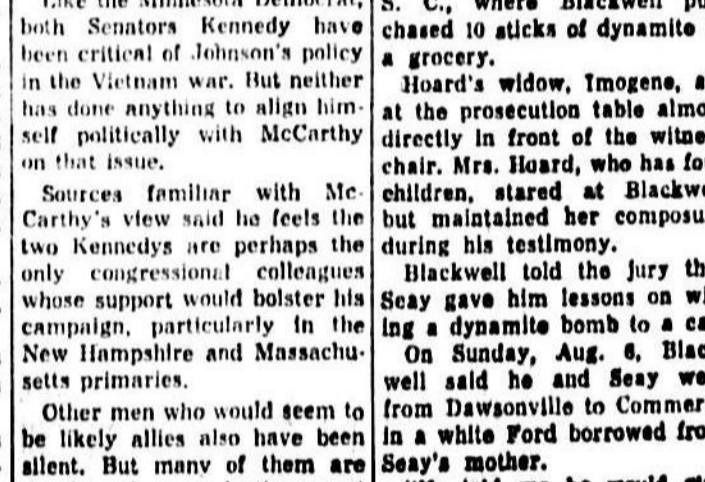 Like the Minnesota Democrat,
both Senators Kennedy have
been critical of Johnson's policy
in the Vietnam war. But neither
has done anything to align him-
self politically with McCarthy
on that issue.
Sources familiar with Mc-
Carthy's view said he feels the
two Kennedys are perhaps the
only congressional colleagues
whose support would bolster his
campaign, particularly in the
New Hampshire and Massachu-
setts primaries.
Other men who would seem to
be likely allies also have been
silent. But many of them are
S. C., where Blackwell pu
chased 10 sticks of dynamite
a grocery.
Hoard's widow, Imogene, a
at the prosecution table almo
directly in front of the witne
chair. Mrs. Hoard, who has fo
children, stared at Blackwe
but maintained her composu
during his testimony.
Blackwell told the jury th
Seay gave him lessons on wi
ing a dynamite bomb to a ca
On Sunday, Aug. 6, Blac
well said he and Seay we
from Dawsonville to Commer
in a white Ford borrowed fro
Seay's mother.